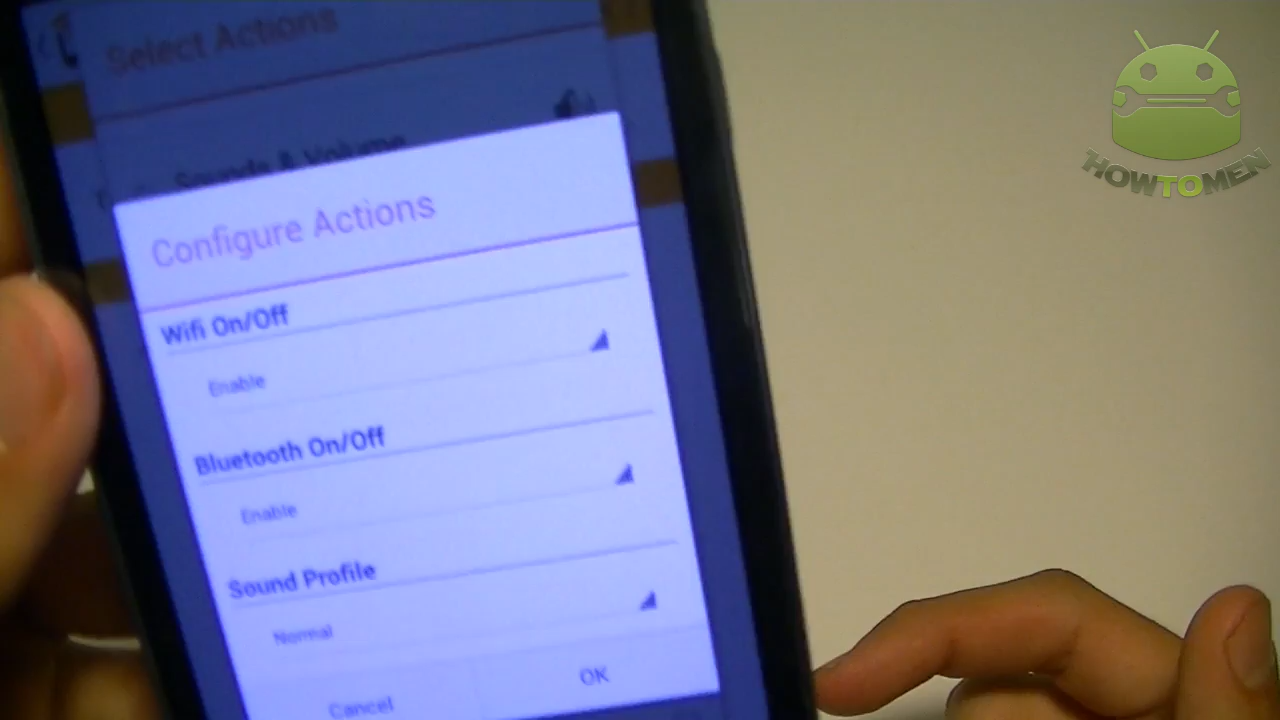 Select Actions
Sounds & Volume
Configure Actions
Wifi On/Off
Enable
Bluetooth On/Off
Enable
Sound Profile
Normal
Cancel
OK
HOWTOMEN